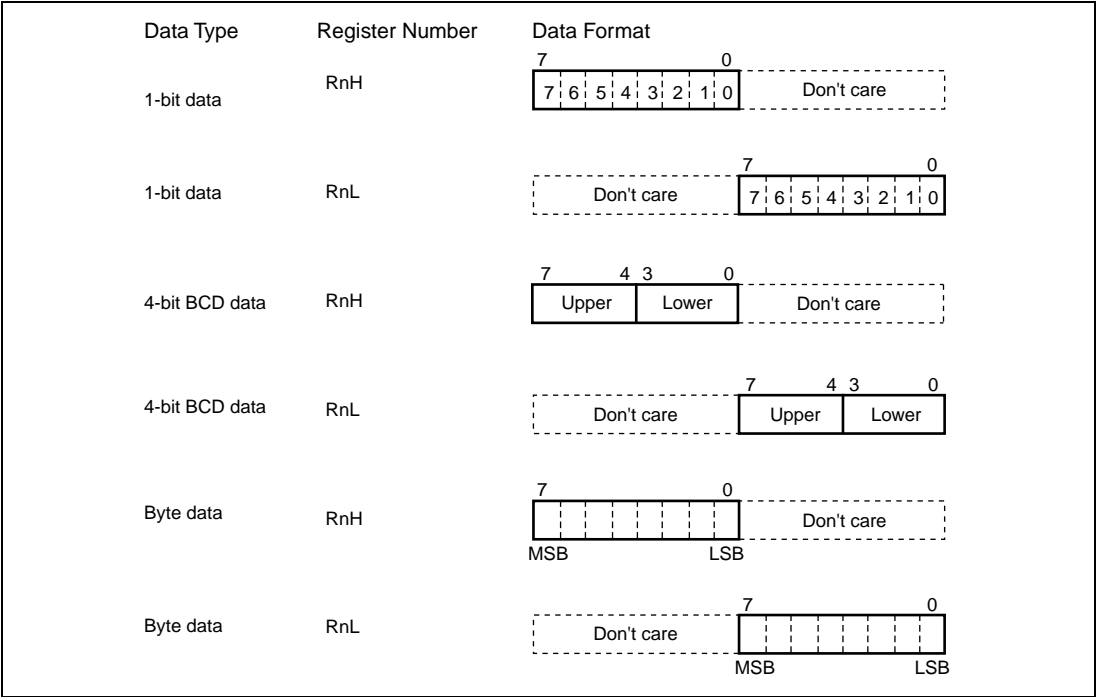 Data Type Register Number Data Format
7 0
1-bit data RnH 7 6 5 4 3 2 1 0 Don't care
7 0
1-bit data RnL Don't care 7 6 5 4 3 2 1 0
7 4 3 0
4-bit BCD data RnH Upper Lower Don't care
7 4 3 0
4-bit BCD data RnL Don't care Upper Lower
7 0
Byte data RnH Don't care
MSB LSB
7 0
Byte data RnL Don't care
MSB LSB